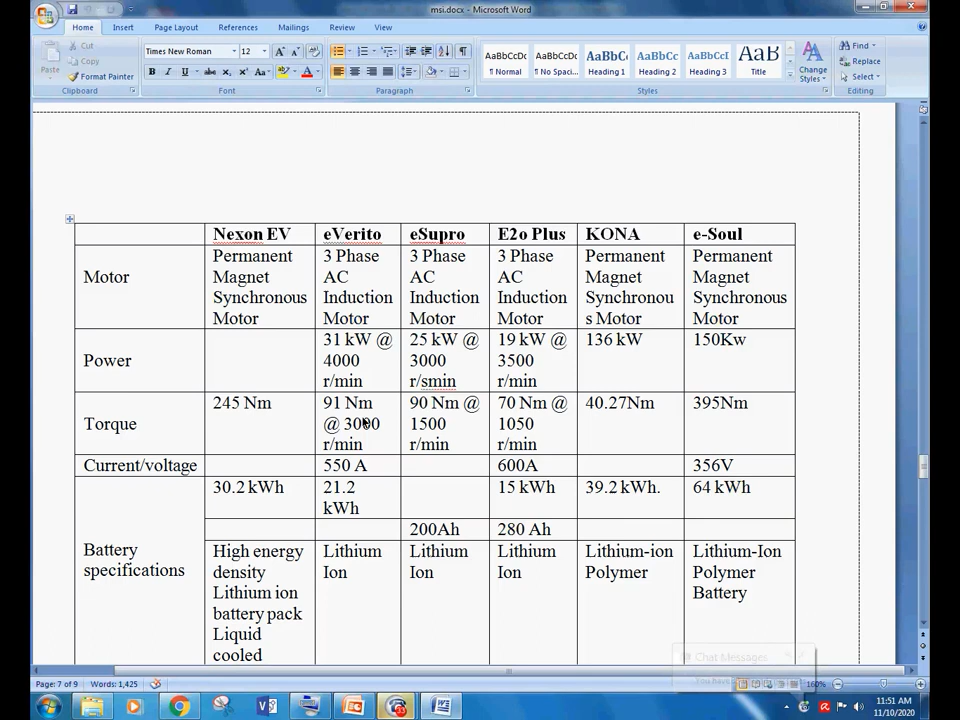 msi.docx - Microsoft Word
Home Insert Page Layout References Mailings Review View
Paste
Cut
Copy
Format Painter
Clipboard
Times New Roman 12
Font
Paragraph
AaBbCcDc AaBbCcDc AaBbCc AaBbCc AaBbCc AaB
¶ Normal ¶ No Spaci... Heading 1 Heading 2 Heading 3 Title
Change Styles
Styles
Find
Replace
Select
Editing
Nexon EV eVerito eSupro E2o Plus KONA e-Soul
Motor
Permanent
Magnet
Synchronous
Motor
3 Phase
AC
Induction
Motor
3 Phase
AC
Induction
Motor
3 Phase
AC
Induction
Motor
Permanent
Magnet
Synchronou
s Motor
Permanent
Magnet
Synchronous
Motor
Power
31 kW @
4000
r/min
25 kW @
3000
r/smin
19 kW @
3500
r/min
136 kW
150Kw
Torque
245 Nm
91 Nm
@ 3000
r/min
90 Nm @
1500
r/min
70 Nm @
1050
r/min
40.27Nm
395Nm
Current/voltage
550 A
600A
356V
Battery
specifications
30.2 kWh
21.2
kWh
15 kWh
39.2 kWh.
64 kWh
200Ah
280 Ah
High energy
density
Lithium ion
battery pack
Liquid
cooled
Lithium
Ion
Lithium
Ion
Lithium
Ion
Lithium-ion
Polymer
Lithium-Ion
Polymer
Battery
Chat Messages
Page: 7 of 9 Words: 1,425
160%
11:51 AM
11/10/2020